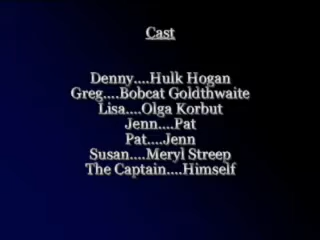 Cast
Denny....Hulk Hogan
Greg....Bobcat Goldthwaite
Lisa....Olga Korbut
Jenn....Pat
Pat....Jenn
Susan....Meryl Streep
The Captain....Himself